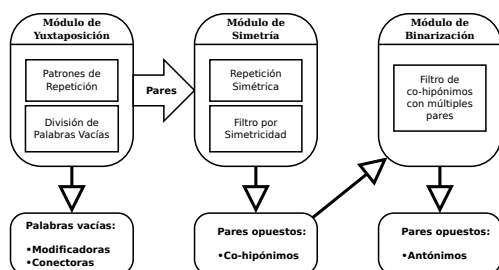 Módulo de
Yuxtaposición
Patrones de
Repetición
División de
Palabras Vacías
Pares
Módulo de
Simetría
Repetición
Simétrica
Filtro por
Simetricidad
Módulo de
Binarización
Filtro de
co-hipónimos
con múltiples
pares
Palabras vacías:
•Modificadoras
•Conectoras
Pares opuestos:
•Co-hipónimos
Pares opuestos:
•Antónimos